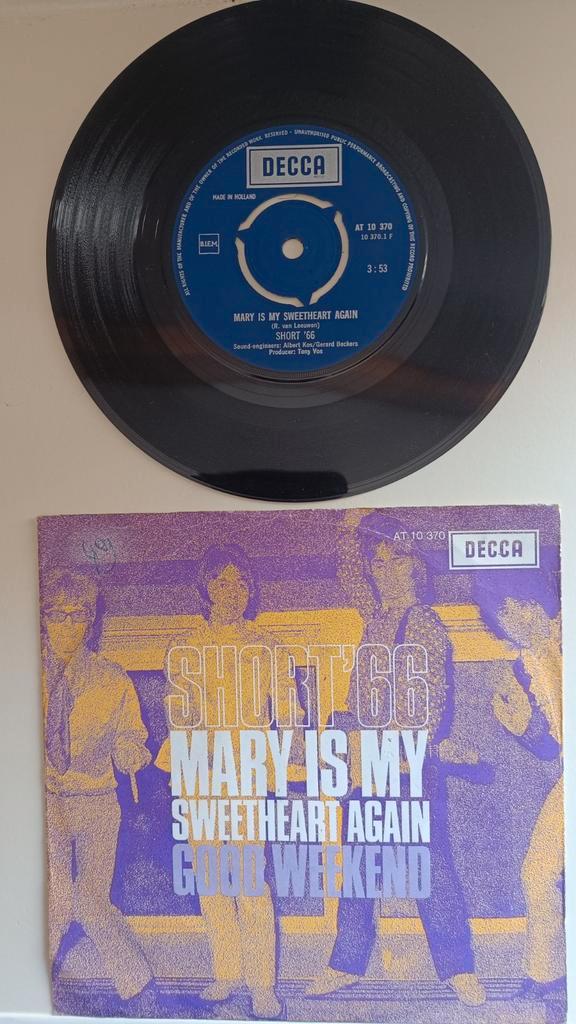 ALL RIGHTS OF THE MANUFACTURER AND OF THE OWNER OF THE RECORDED WORK RESERVED · UNAUTHORISED PUBLIC PERFORMANCE BROADCASTING AND COPYING OF THIS RECORD PROHIBITED
DECCA
MADE IN HOLLAND
B.I.E.M.
AT 10 370
10 370.1 F
3:53
MARY IS MY SWEETHEART AGAIN
(R. van Leeuwen)
SHORT '66
Sound-engineers: Albert Kos/Gerard Beckers
Producer: Tony Vos
AT 10 370 DECCA
SHORT'66
MARY IS MY
SWEETHEART AGAIN
GOOD WEEKEND